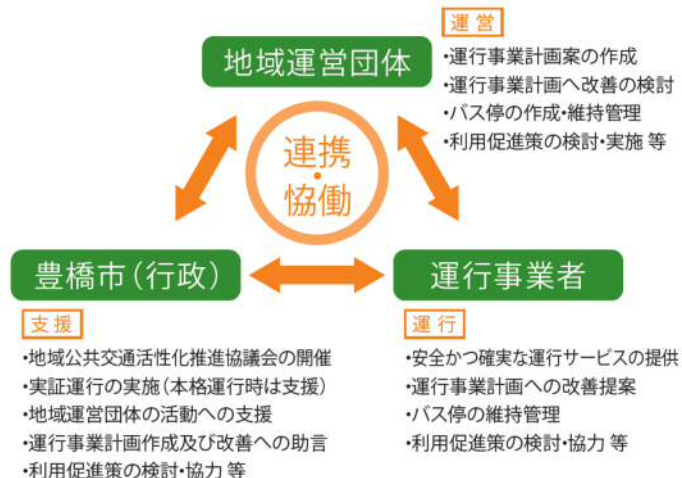 運営
地域運営団体
・運行事業計画案の作成
・運行事業計画へ改善の検討
・バス停の作成・維持管理
・利用促進策の検討・実施 等
連携
・
協働
豊橋市(行政)
支援
・地域公共交通活性化推進協議会の開催
・実証運行の実施(本格運行時は支援)
・地域運営団体の活動への支援
・運行事業計画作成及び改善への助言
・利用促進策の検討・協力 等
運行事業者
運行
・安全かつ確実な運行サービスの提供
・運行事業計画への改善提案
・バス停の維持管理
・利用促進策の検討・協力 等